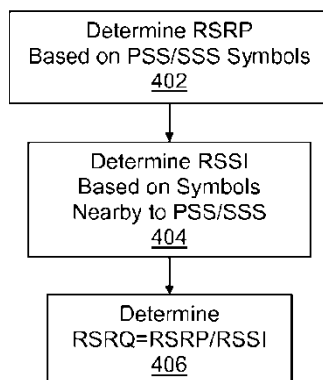 Determine RSRP
Based on PSS/SSS Symbols
402
Determine RSSI
Based on Symbols
Nearby to PSS/SSS
404
Determine
RSRQ=RSRP/RSSI
406